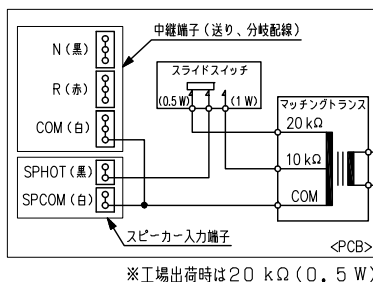 中継端子(送り、分岐配線)
N(黒)
R(赤)
COM(白)
スライドスイッチ
(0.5 W)
(1 W)
マッチングトランス
20 kΩ
10 kΩ
COM
SPHOT(黒)
SPCOM(白)
スピーカー入力端子
<PCB>
※工場出荷時は20 kΩ(0.5 W)